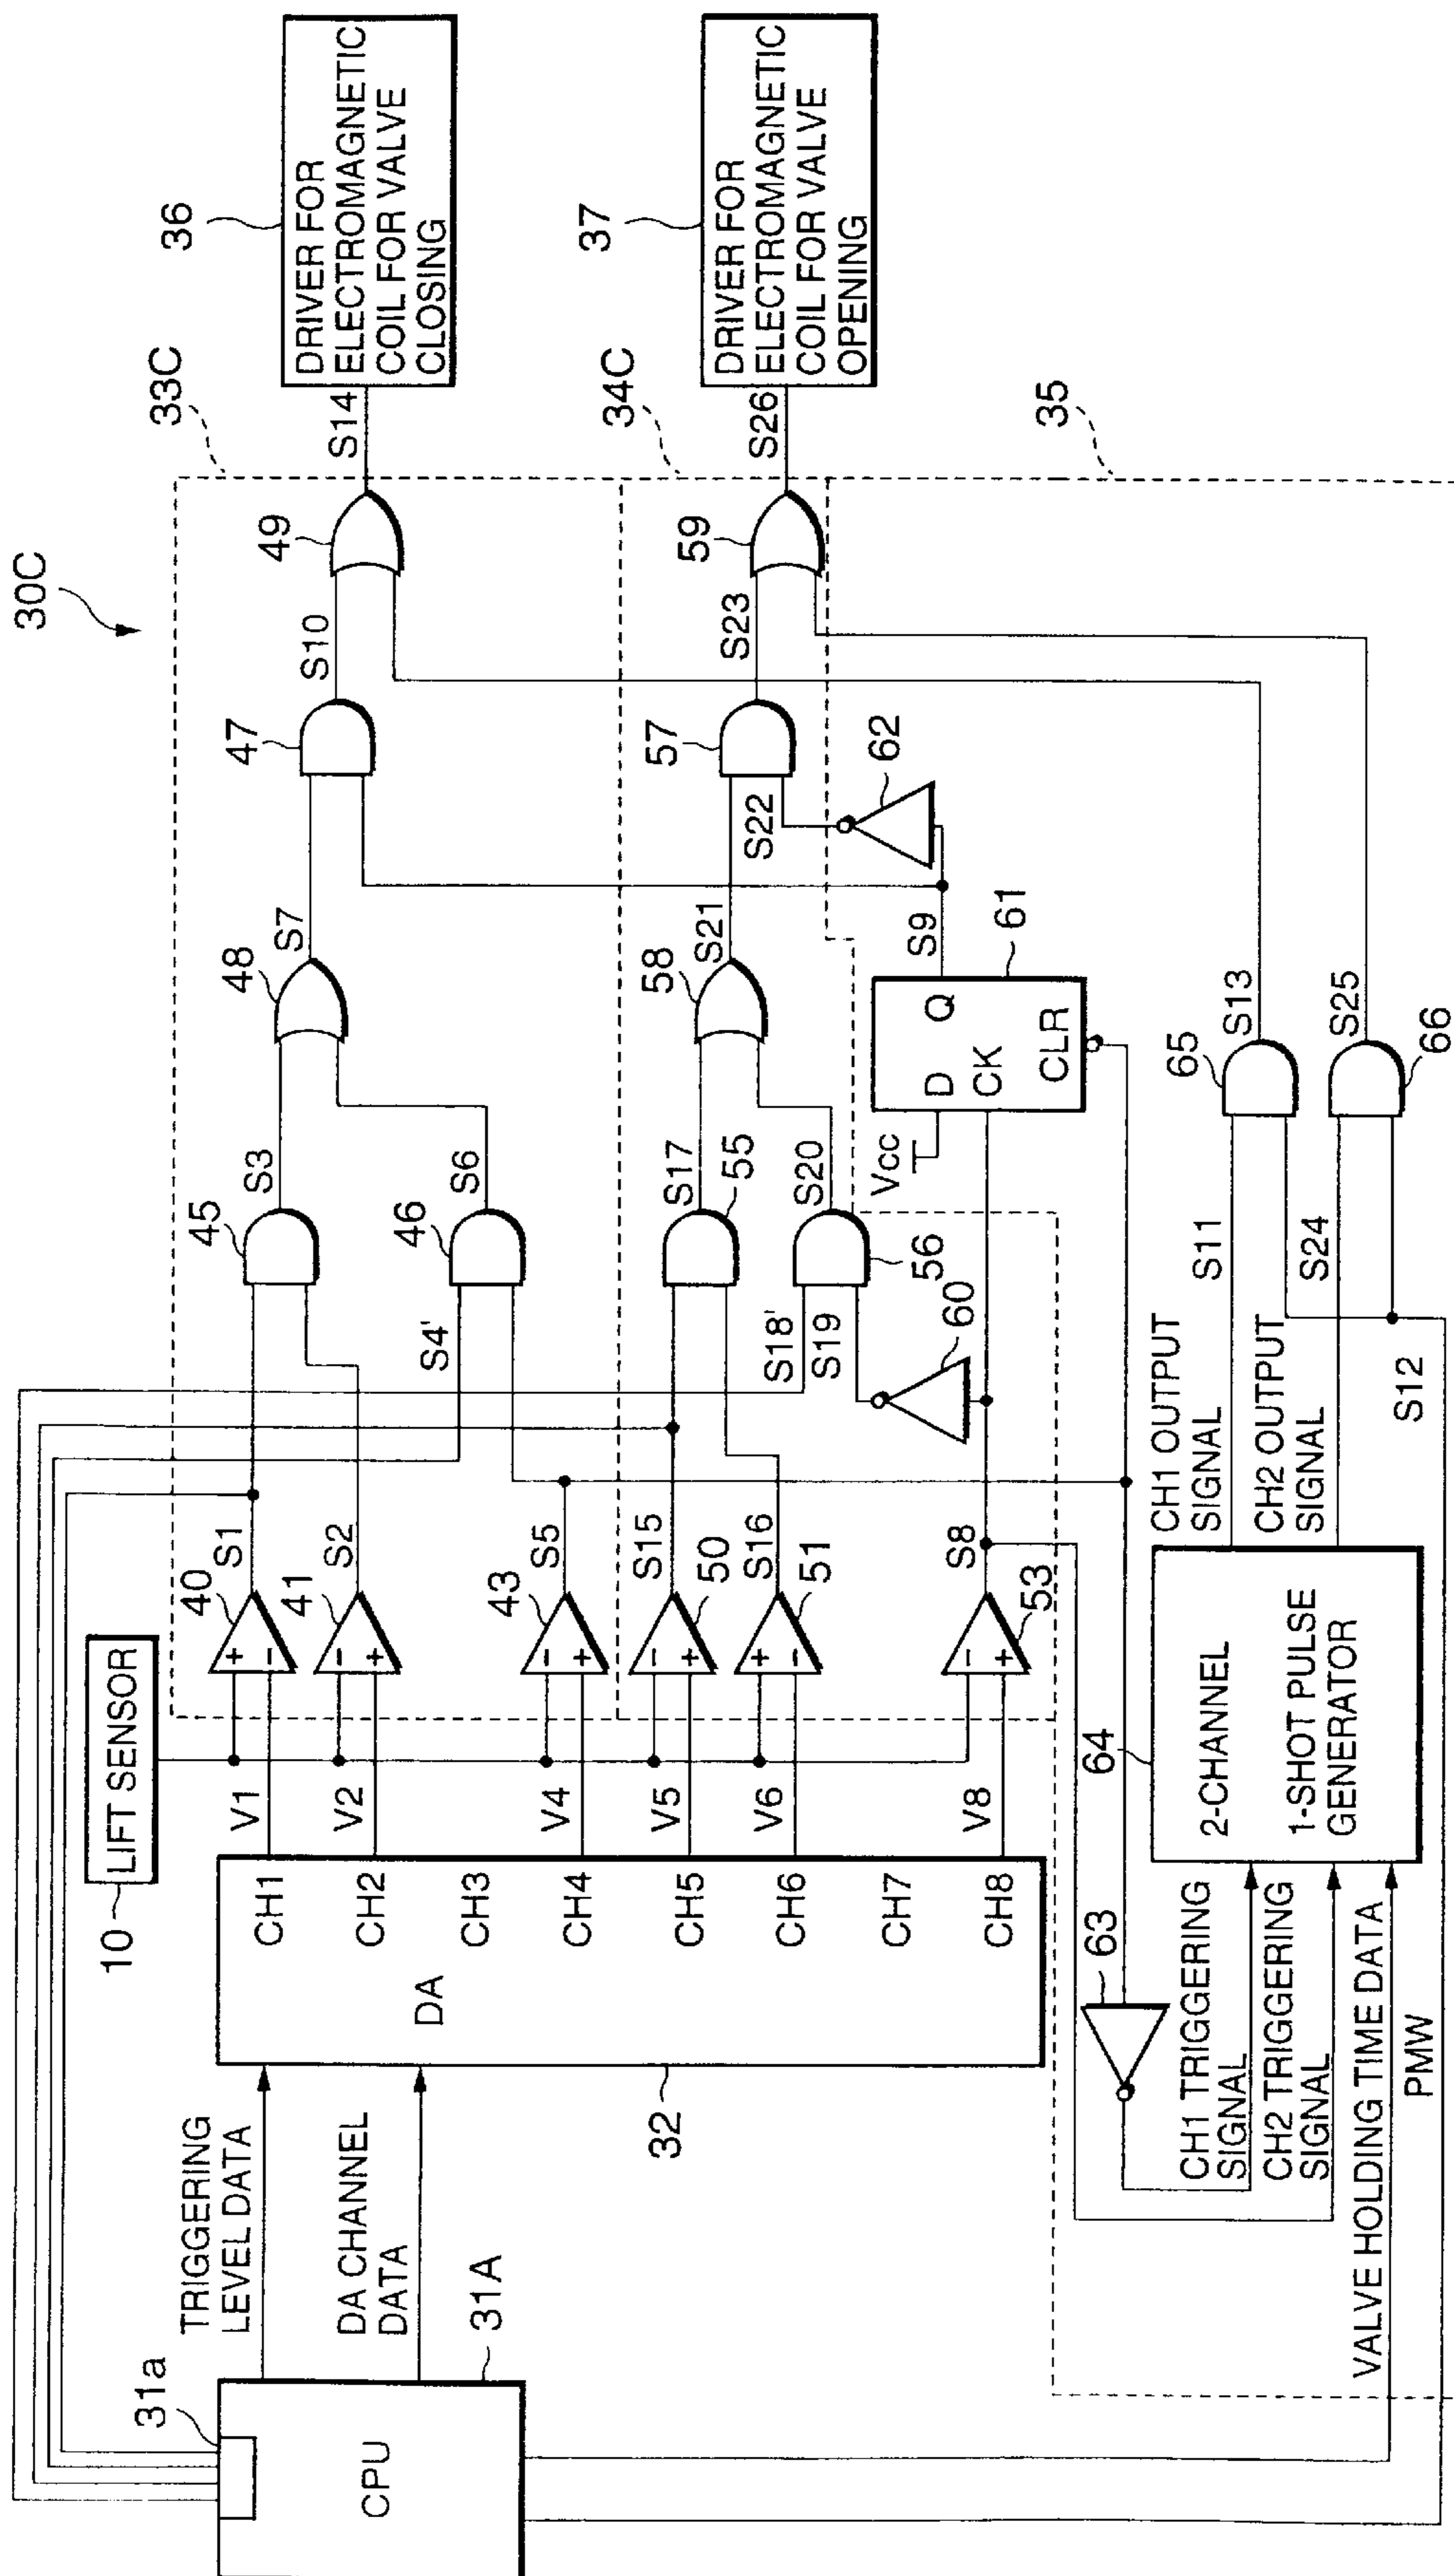 30C
10
LIFT SENSOR
31a
CPU
31A
TRIGGERING
LEVEL DATA
DA CHANNEL
DATA
32
DA
CH1
CH2
CH3
CH4
CH5
CH6
CH7
CH8
V1
V2
V4
V5
V6
V8
+
−
40
S1
−
+
41
S2
−
+
43
S5
−
+
50
S15
+
−
51
S16
−
+
53
S8
45
S3
S4'
46
S6
48
S7
47
S10
49
33C
S14
36
DRIVER FOR
ELECTROMAGNETIC
COIL FOR VALVE
CLOSING
55
S17
S18'
S19
56
S20
60
58
S21
57
S22
62
S23
59
34C
S26
37
DRIVER FOR
ELECTROMAGNETIC
COIL FOR VALVE
OPENING
35
Vcc
D
Q
CK
CLR
61
S9
63
CH1 TRIGGERING
SIGNAL
CH2 TRIGGERING
SIGNAL
VALVE HOLDING TIME DATA
PMW
64
2-CHANNEL
1-SHOT PULSE
GENERATOR
CH1 OUTPUT
SIGNAL
CH2 OUTPUT
SIGNAL
S11
S24
S12
65
S13
66
S25